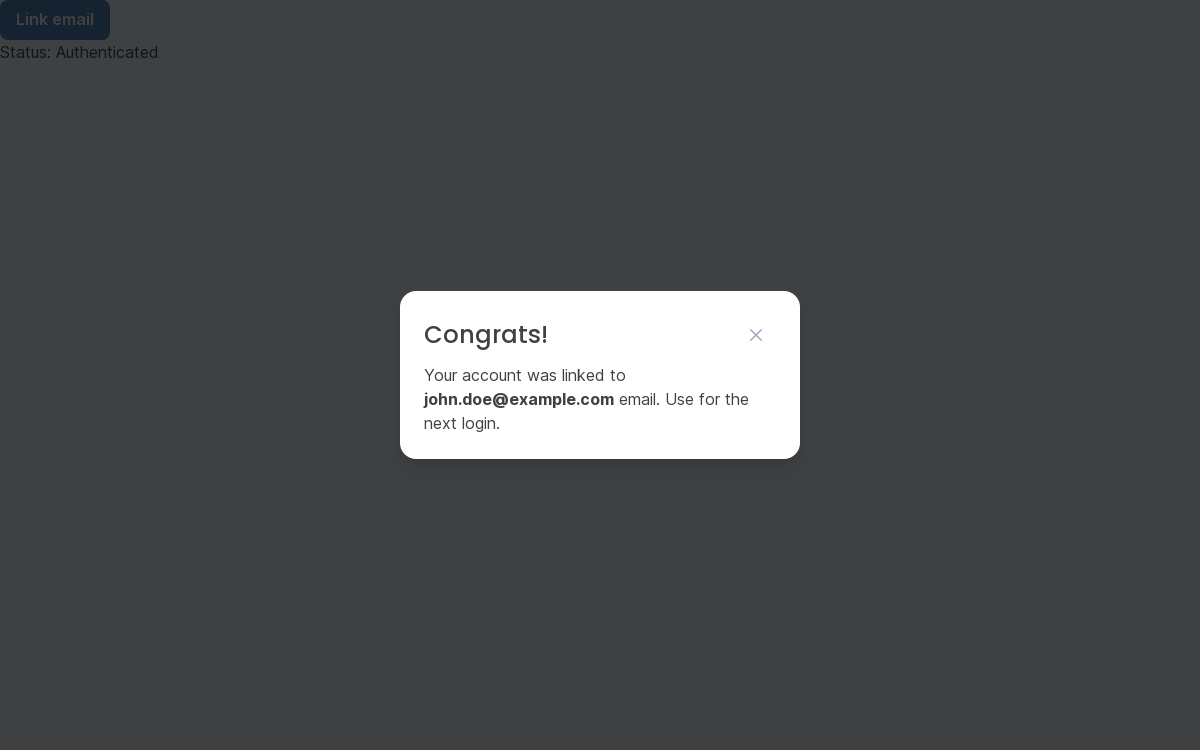 Link email
Status: Authenticated
Congrats!
Your account was linked to
john.doe@example.com email. Use for the
next login.